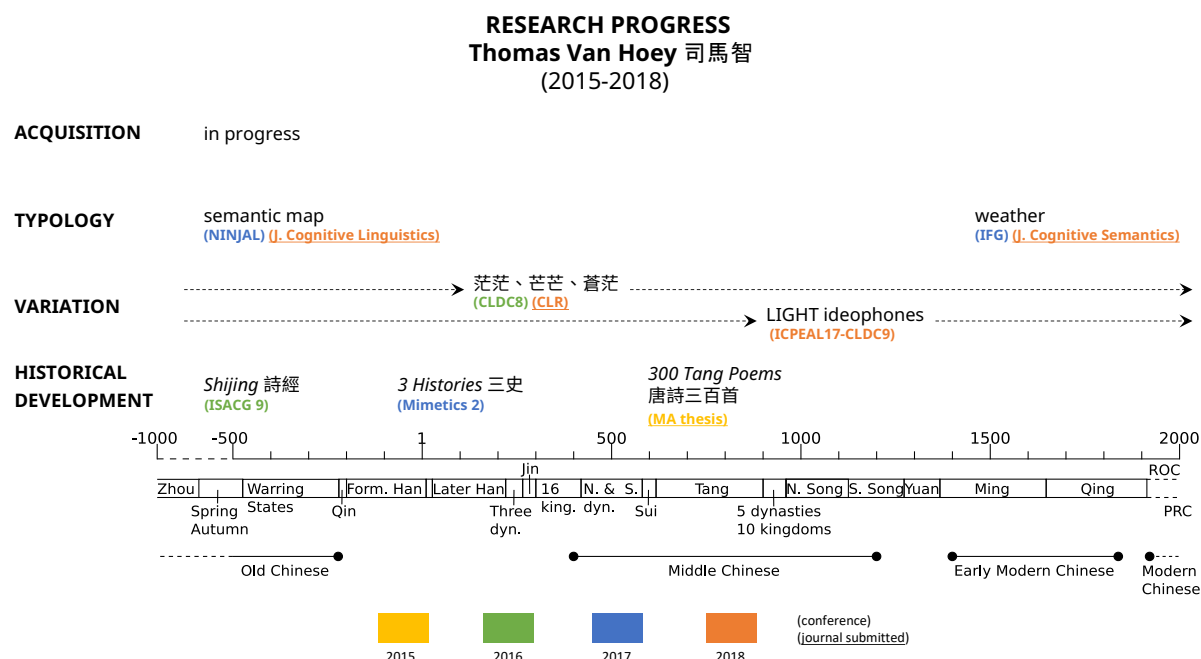 RESEARCH PROGRESS
Thomas Van Hoey 司馬智
(2015-2018)
ACQUISITION in progress
TYPOLOGY
semantic map
(NINJAL) (J. Cognitive Linguistics)
weather
(IFG) (J. Cognitive Semantics)
VARIATION
茫茫、芒芒、蒼茫
(CLDC8) (CLR)
LIGHT ideophones
(ICPEAL17-CLDC9)
HISTORICAL
DEVELOPMENT
Shijing 詩經
(ISACG 9)
3 Histories 三史
(Mimetics 2)
300 Tang Poems
唐詩三百首
(MA thesis)
-1000 -500 1 500 1000 1500 2000
Jin ROC
Zhou Warring Form. Han Later Han 16 N. & S. Tang N. Song S. Song Yuan Ming Qing
States king. dyn.
Spring Qin Three Sui 5 dynasties PRC
Autumn dyn. 10 kingdoms
Old Chinese Middle Chinese Early Modern Chinese Modern
Chinese
(conference)
(journal submitted)
2015 2016 2017 2018